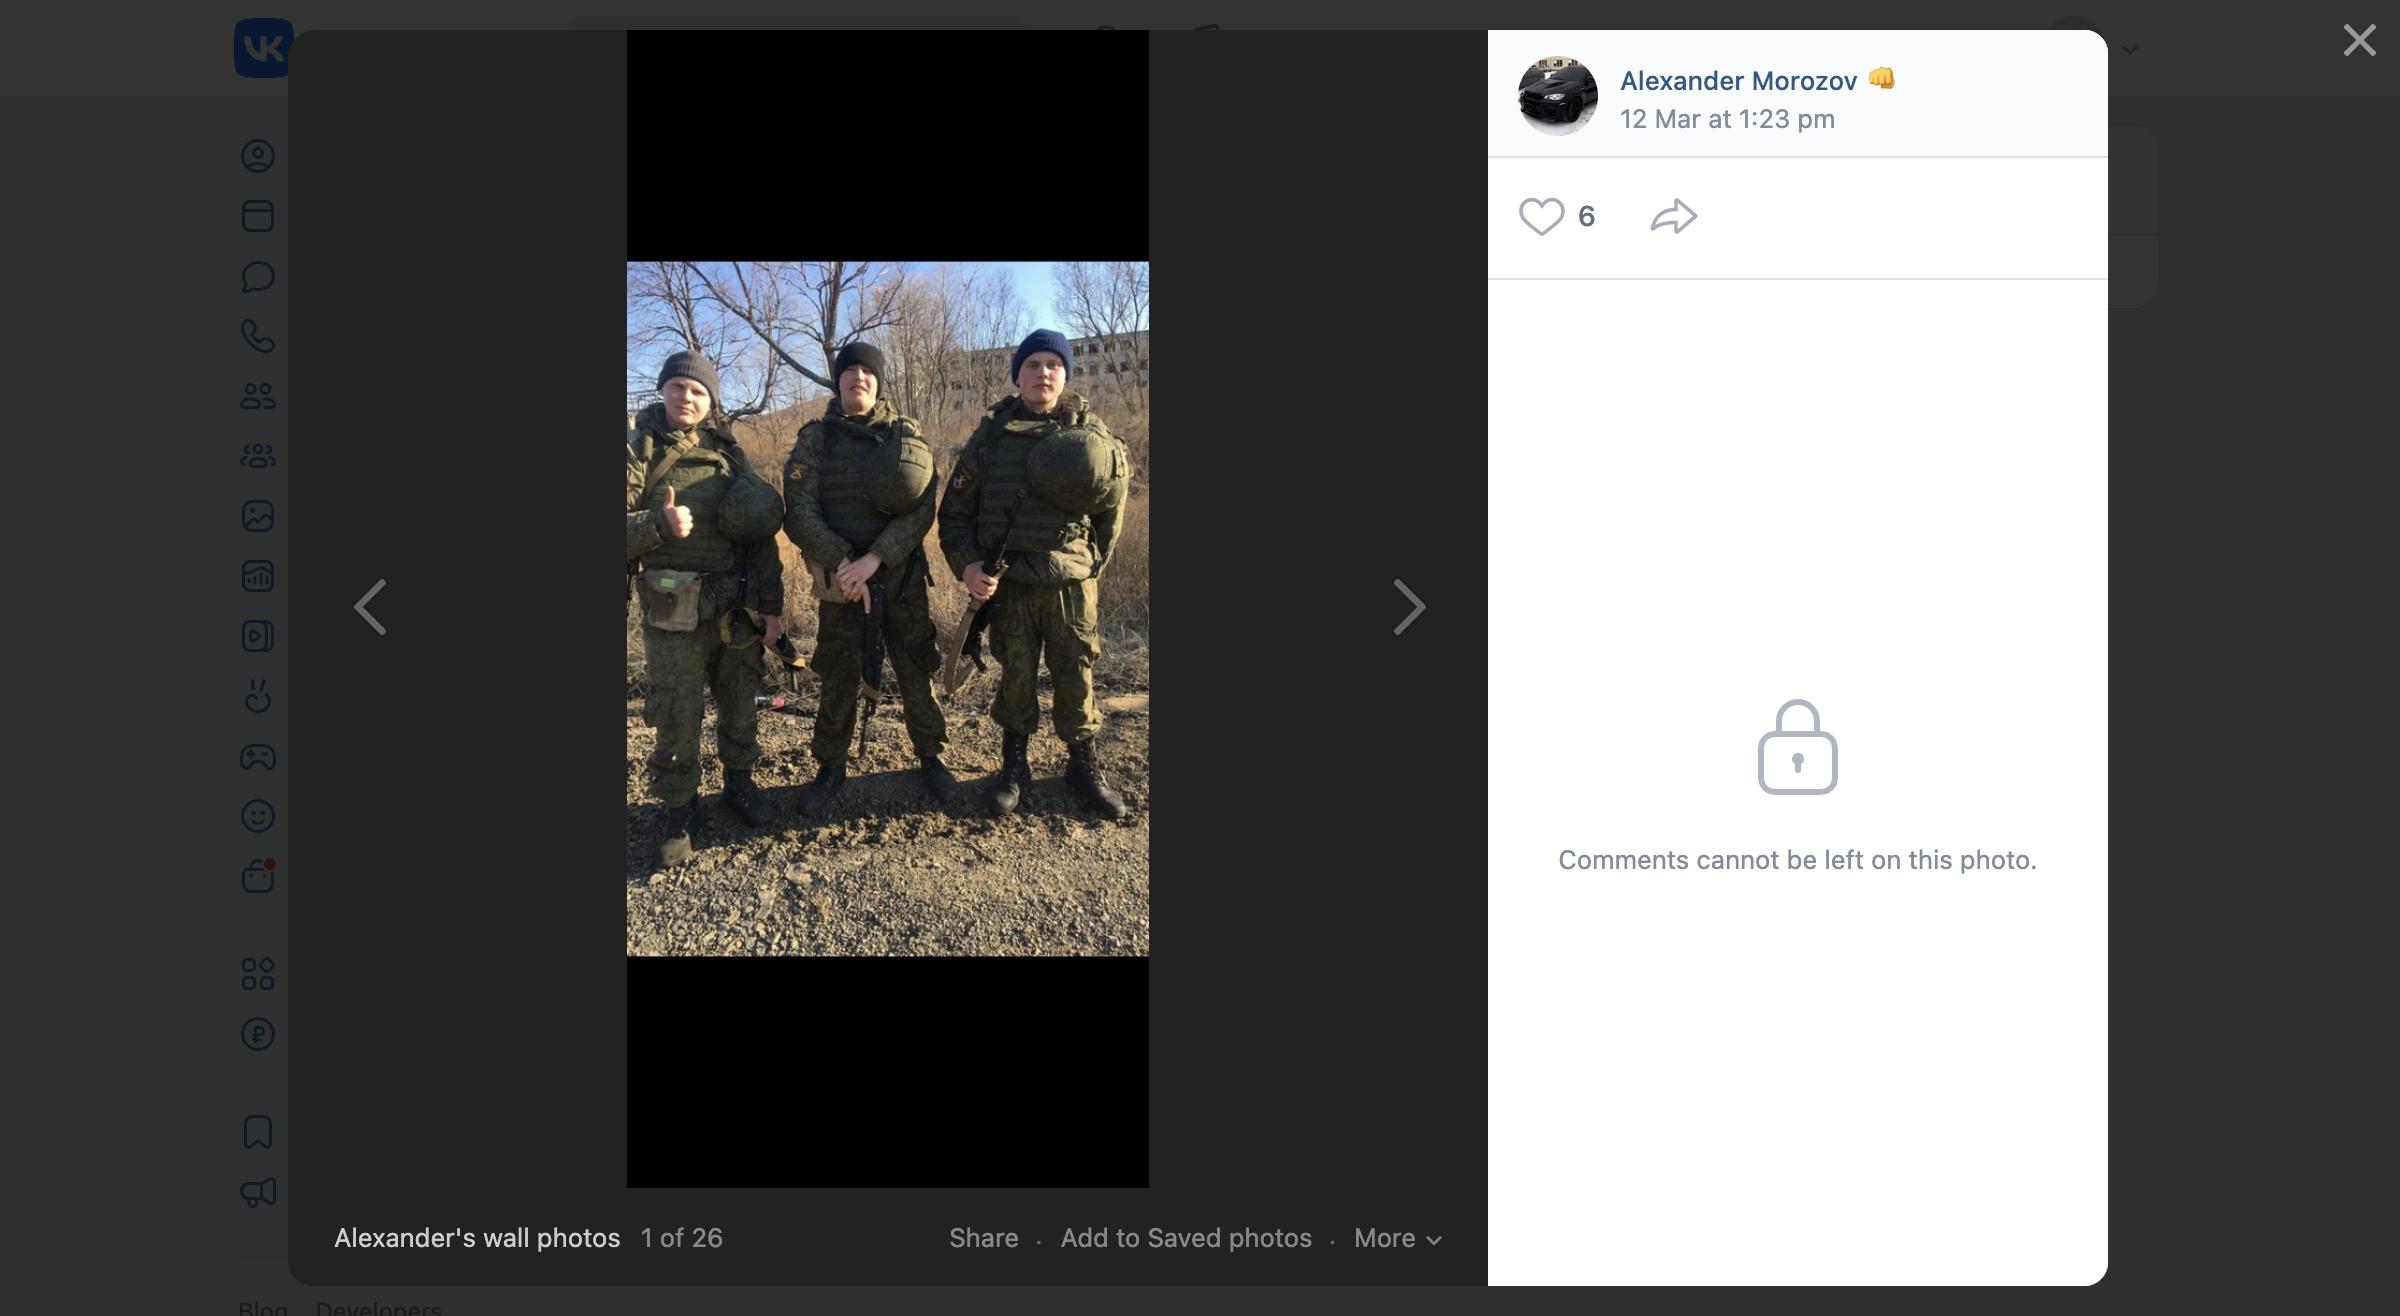 VK
Alexander Morozov 👊
12 Mar at 1:23 pm
6
Comments cannot be left on this photo.
Alexander's wall photos 1 of 26
Share · Add to Saved photos · More
Blog Developers